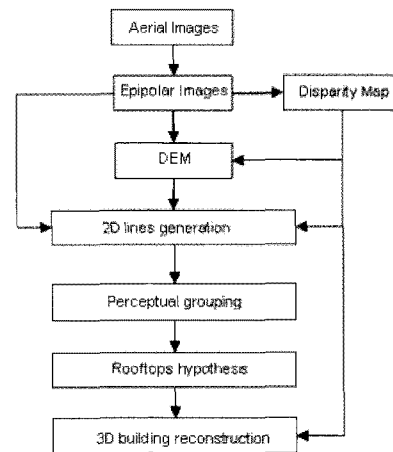 Aerial Images
Epipolar Images
Disparity Map
DEM
2D lines generation
Perceptual grouping
Rooftops hypothesis
3D building reconstruction